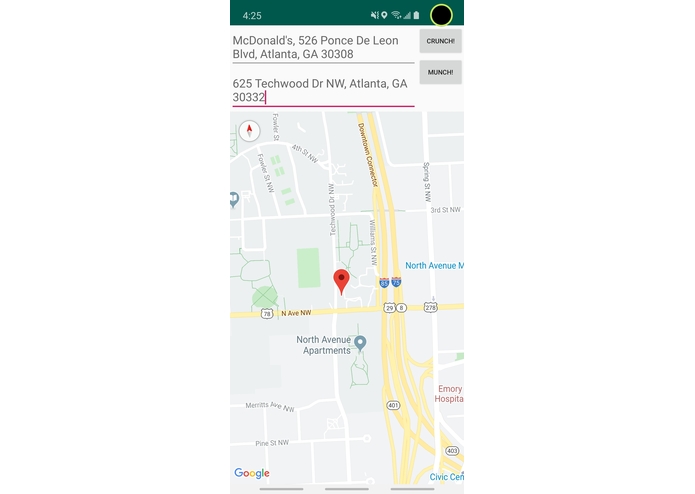 4:25
McDonald's, 526 Ponce De Leon
Blvd, Atlanta, GA 30308
CRUNCH!
625 Techwood Dr NW, Atlanta, GA
30332
MUNCH!
Fowler St
Downtown Connector
4th St NW
Fowler St NW
Spring St NW
Techwood Dr NW
3rd St NW
Williams St NW
North Avenue M
85
75
78
N Ave NW
29
8
278
North Avenue
Apartments
Emory
Hospita
401
Merritts Ave NW
Pine St NW
403
Google
Civic Cen